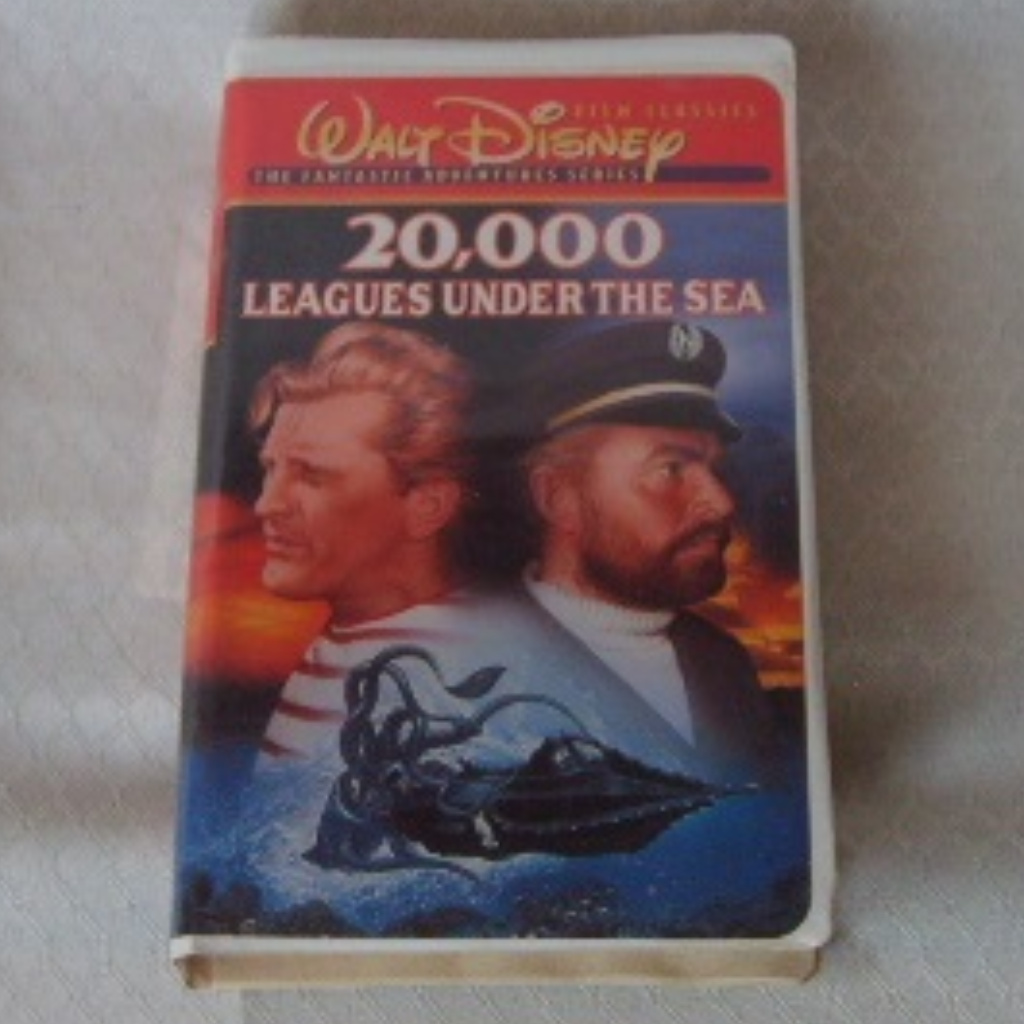 FILM CLASSICS
WALT DISNEY
THE FANTASTIC ADVENTURES SERIES
20,000
LEAGUES UNDER THE SEA
N